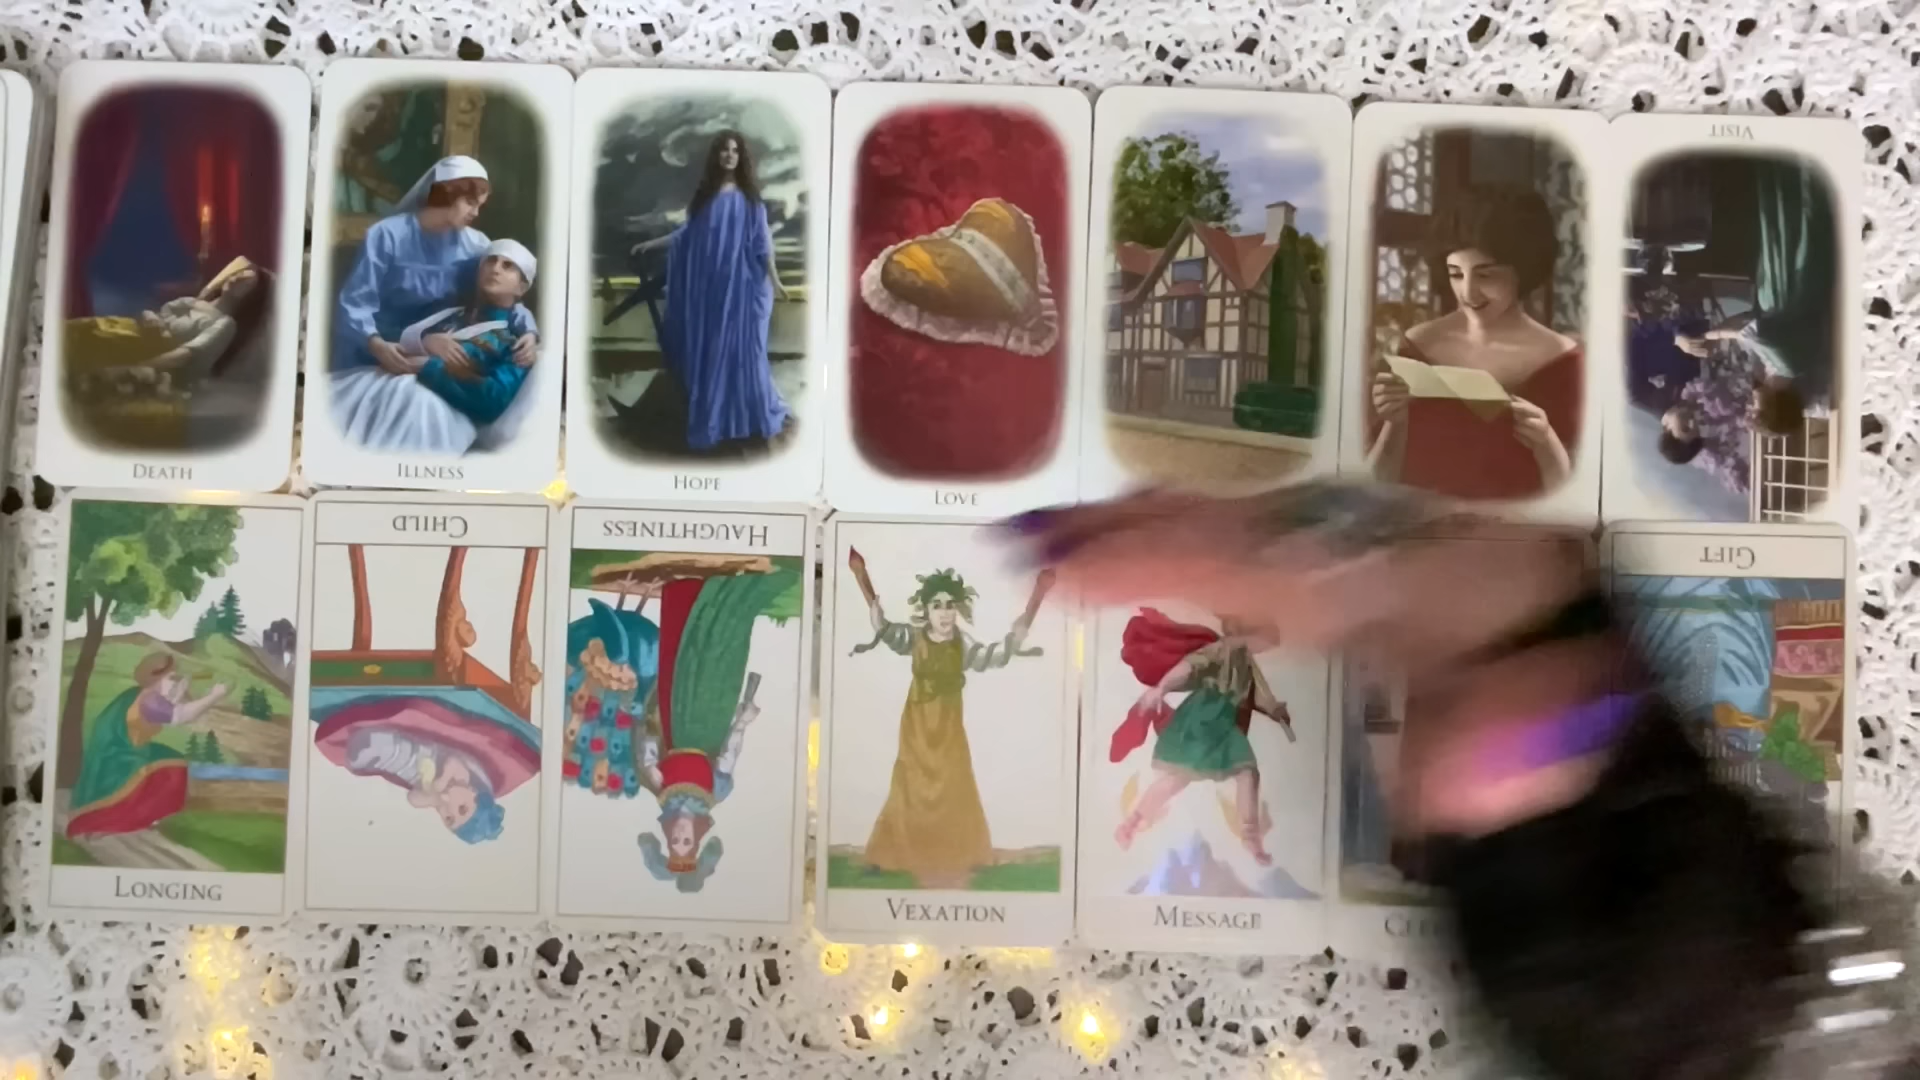 DEATH
ILLNESS
HOPE
LOVE
VISIT
LONGING
CHILD
HAUGHTINESS
VEXATION
MESSAGE
GIFT